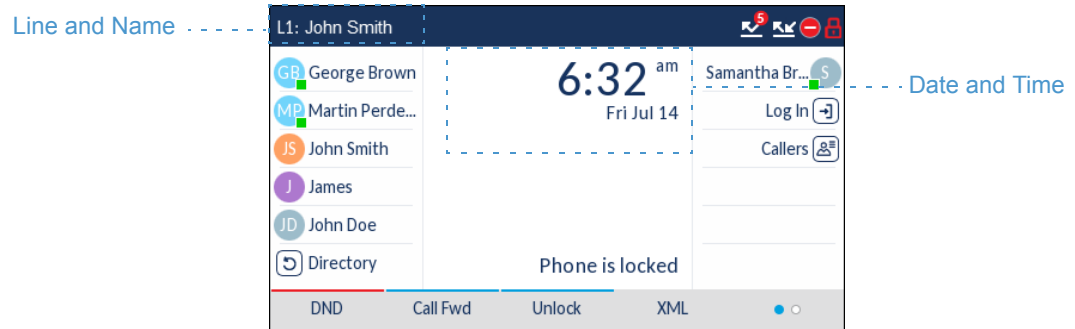 Line and Name
L1: John Smith
5
GB George Brown
MP Martin Perde...
JS John Smith
J James
JD John Doe
Directory
6:32 am
Fri Jul 14
Phone is locked
Samantha Br... S
Log In
Callers
Date and Time
DND Call Fwd Unlock XML